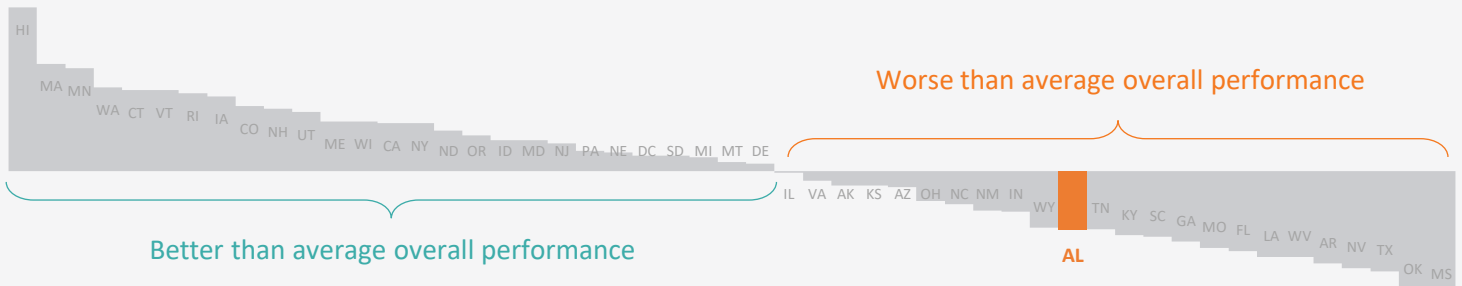 HI
MA
MN
WA
CT
VT
RI
IA
CO
NH
UT
ME
WI
CA
NY
ND
OR
ID
MD
NJ
PA
NE
DC
SD
MI
MT
DE
Worse than average overall performance
IL
VA
AK
KS
AZ
OH
NC
NM
IN
WY
AL
TN
KY
SC
GA
MO
FL
LA
WV
AR
NV
TX
OK
MS
Better than average overall performance